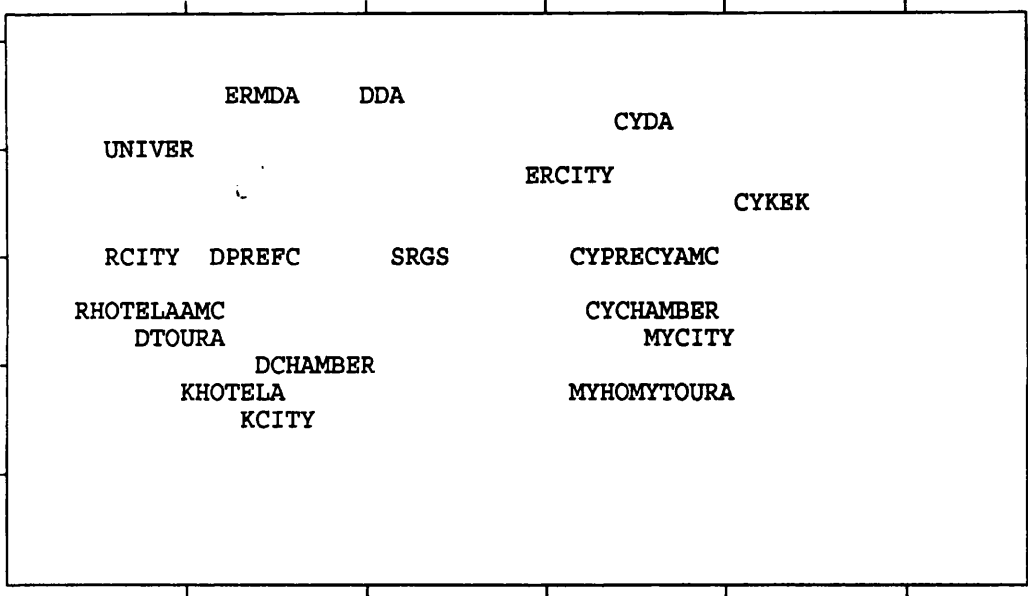 ERMDA DDA
CYDA
UNIVER
ERCITY
CYKEK
RCITY DPREFC SRGS CYPRECYAMC
RHOTELAAMC CYCHAMBER
DTOURA MYCITY
DCHAMBER
KHOTELA MYHOMYTOURA
KCITY